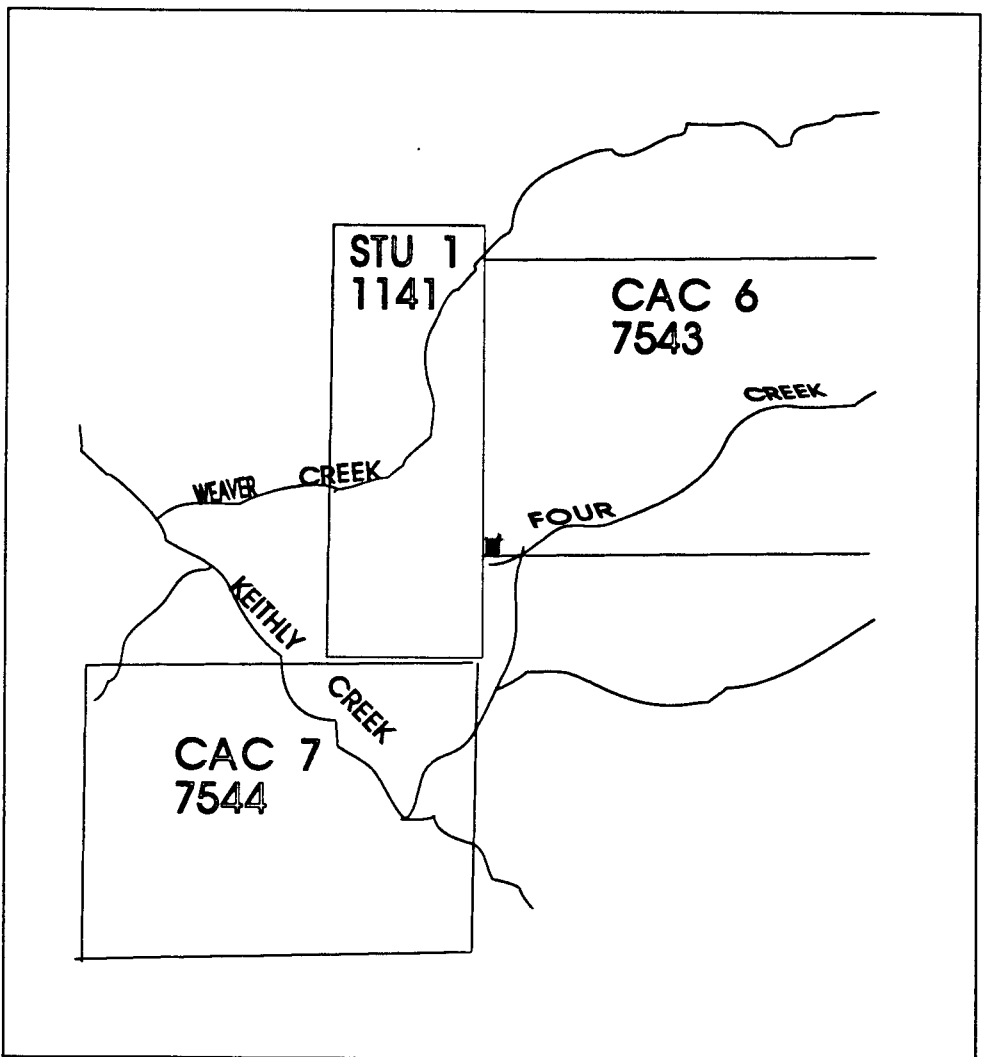 STU 1
1141
CAC 6
7543
CREEK
WEAVER CREEK
FOUR
KEITHLY
CREEK
CAC 7
7544